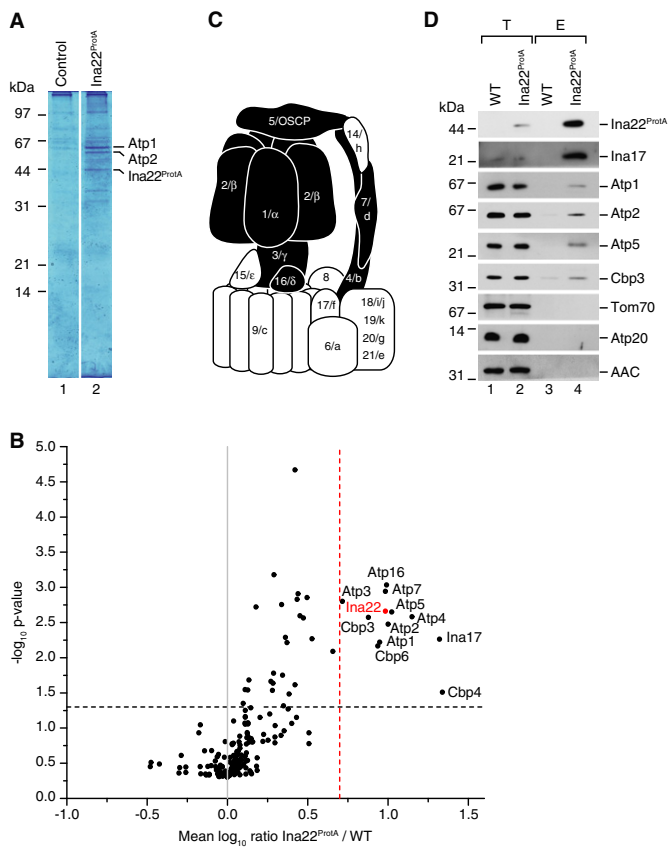 A
Control
Ina22ProtA
kDa
97
67
44
31
21
14
Atp1
Atp2
Ina22ProtA
1
2
C
5/OSCP
14/
h
2/β
1/α
2/β
7/
d
3/γ
15/ε
16/δ
8
4/b
9/c
17/f
18/i/j
19/k
20/g
21/e
6/a
D
T
E
WT
Ina22ProtA
WT
Ina22ProtA
kDa
44
Ina22ProtA
21
Ina17
67
Atp1
67
Atp2
21
Atp5
31
Cbp3
67
Tom70
14
Atp20
31
AAC
1
2
3
4
B
5.0
4.5
4.0
3.5
3.0
2.5
2.0
1.5
1.0
0.5
0.0
-log10 p-value
Atp16
Atp3
Atp7
Ina22
Atp5
Atp4
Cbp3
Atp2
Atp1
Ina17
Cbp6
Cbp4
-1.0
-0.5
0.0
0.5
1.0
1.5
Mean log10 ratio Ina22ProtA / WT